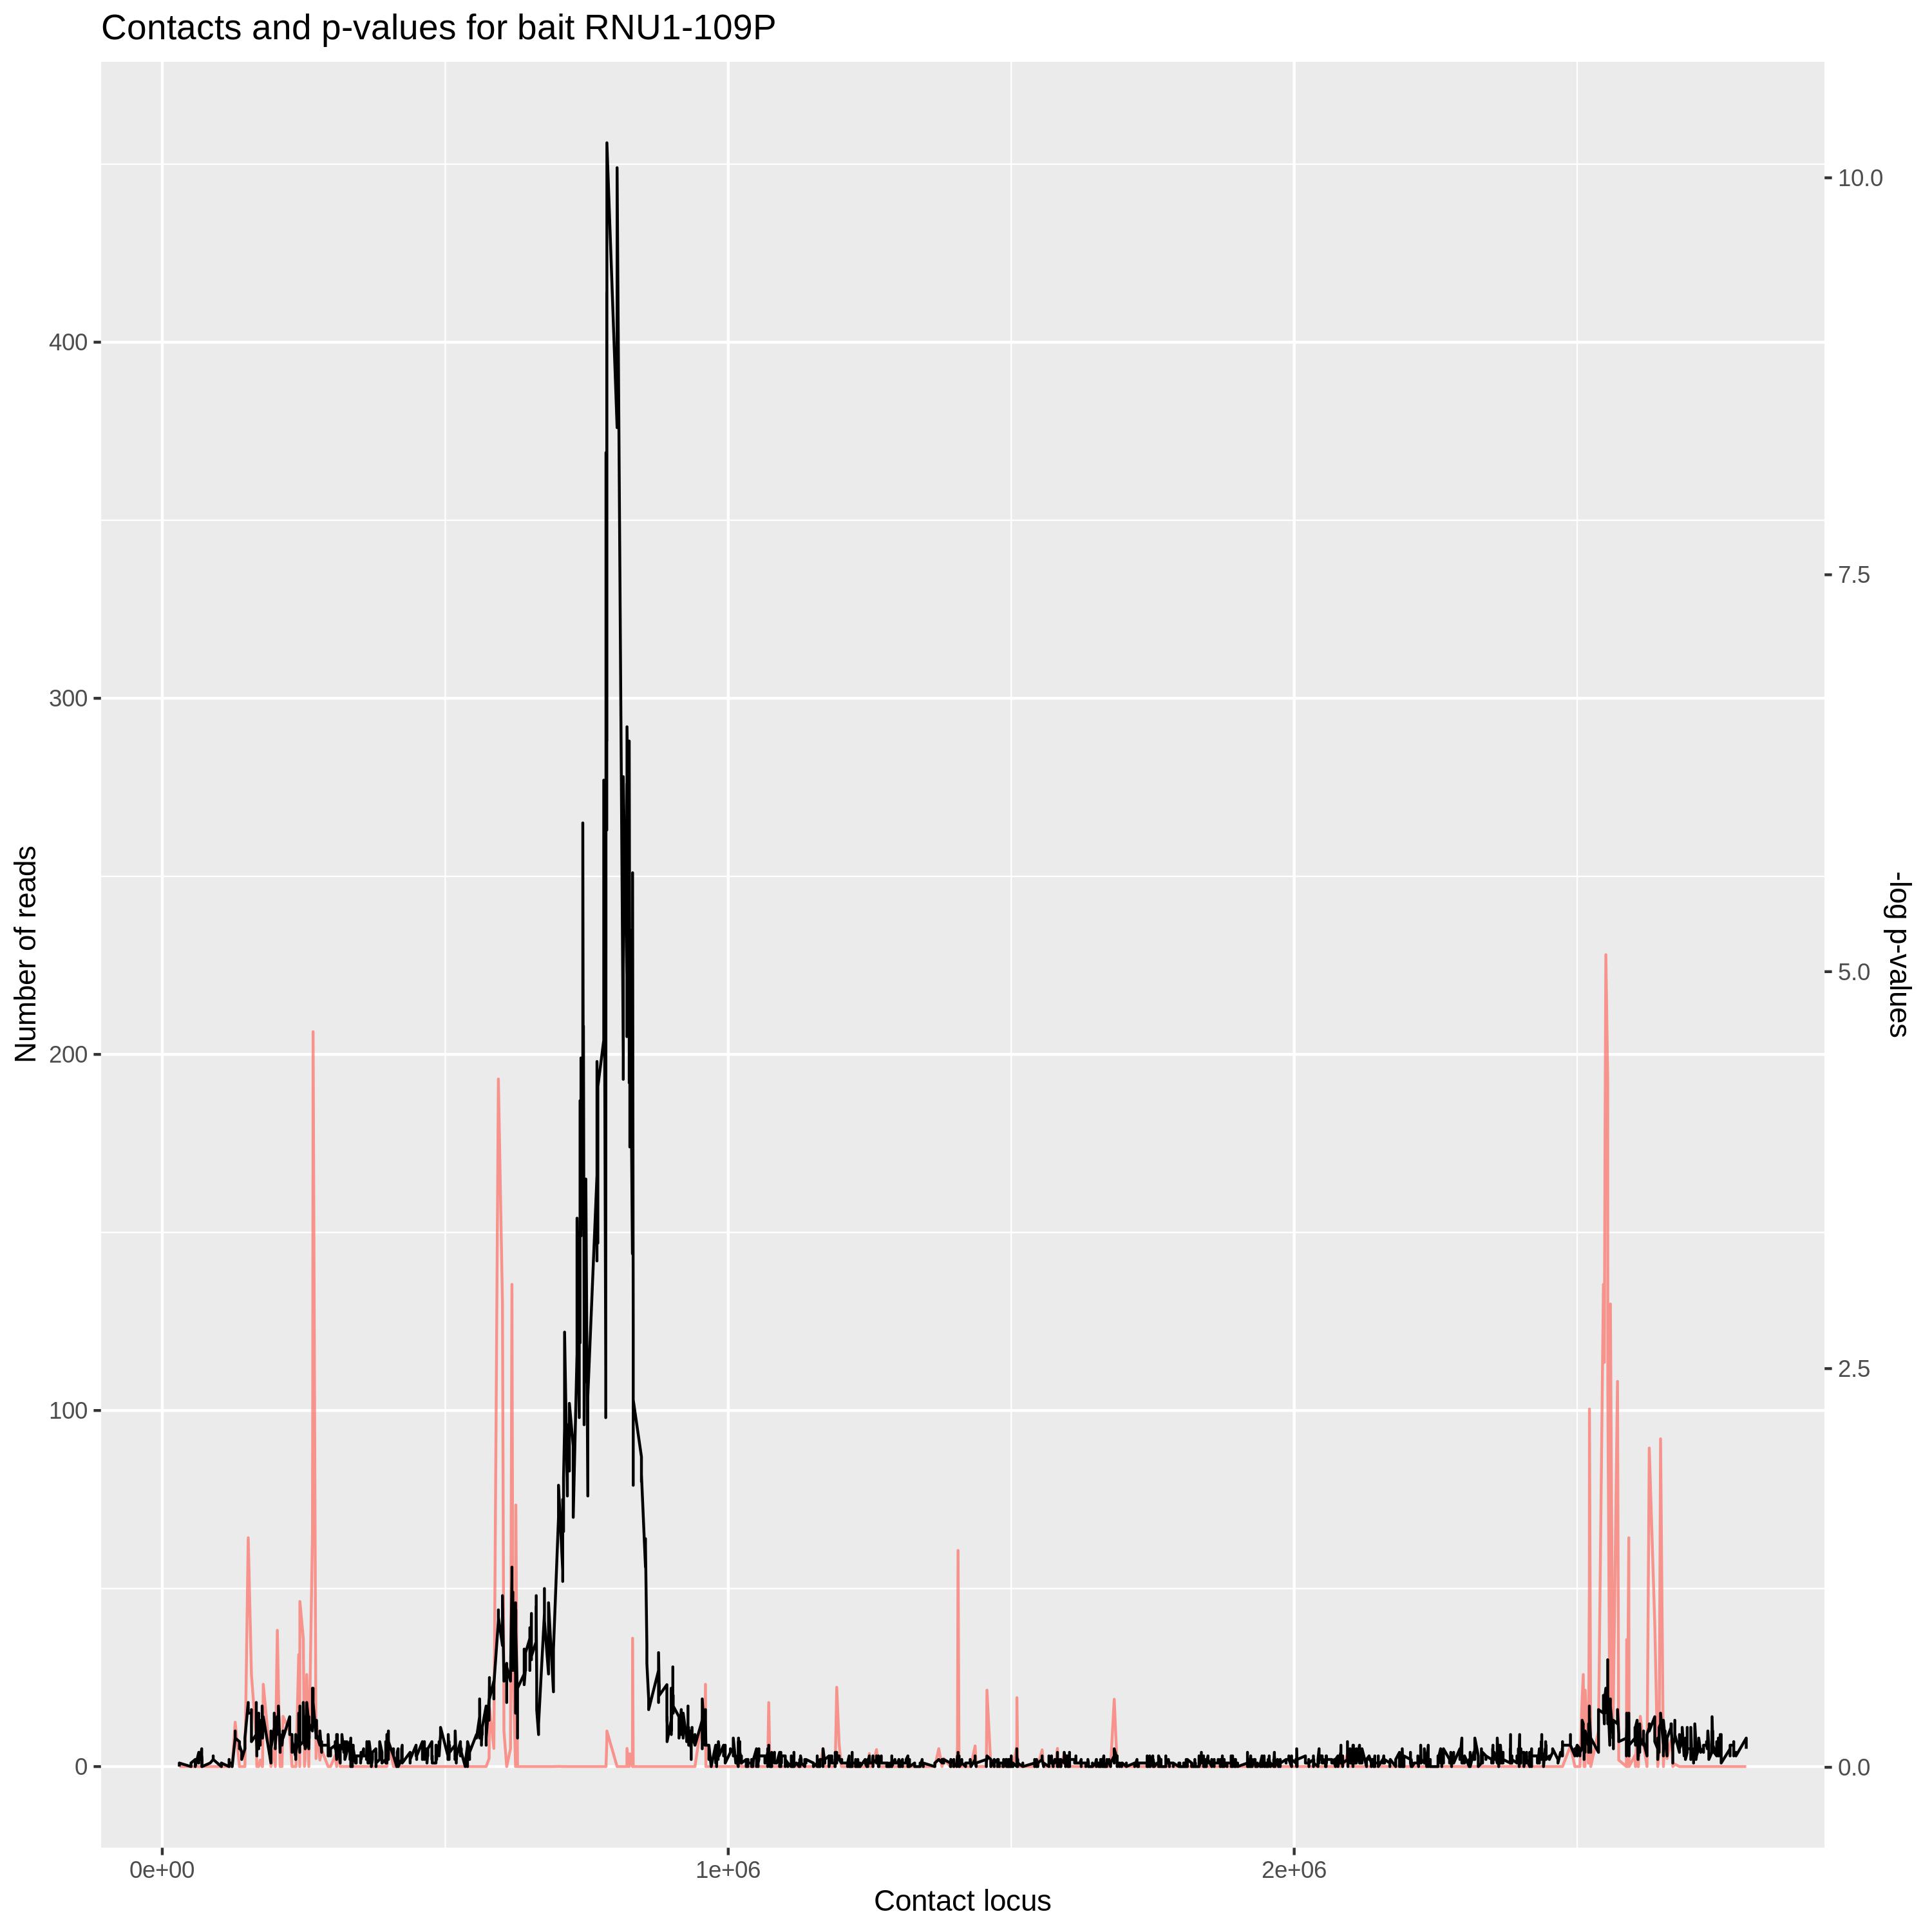 Contacts and p-values for bait RNU1-109P
400
300
200
100
0
Number of reads
10.0
7.5
5.0
2.5
0.0
-log p-values
0e+00
1e+06
2e+06
Contact locus